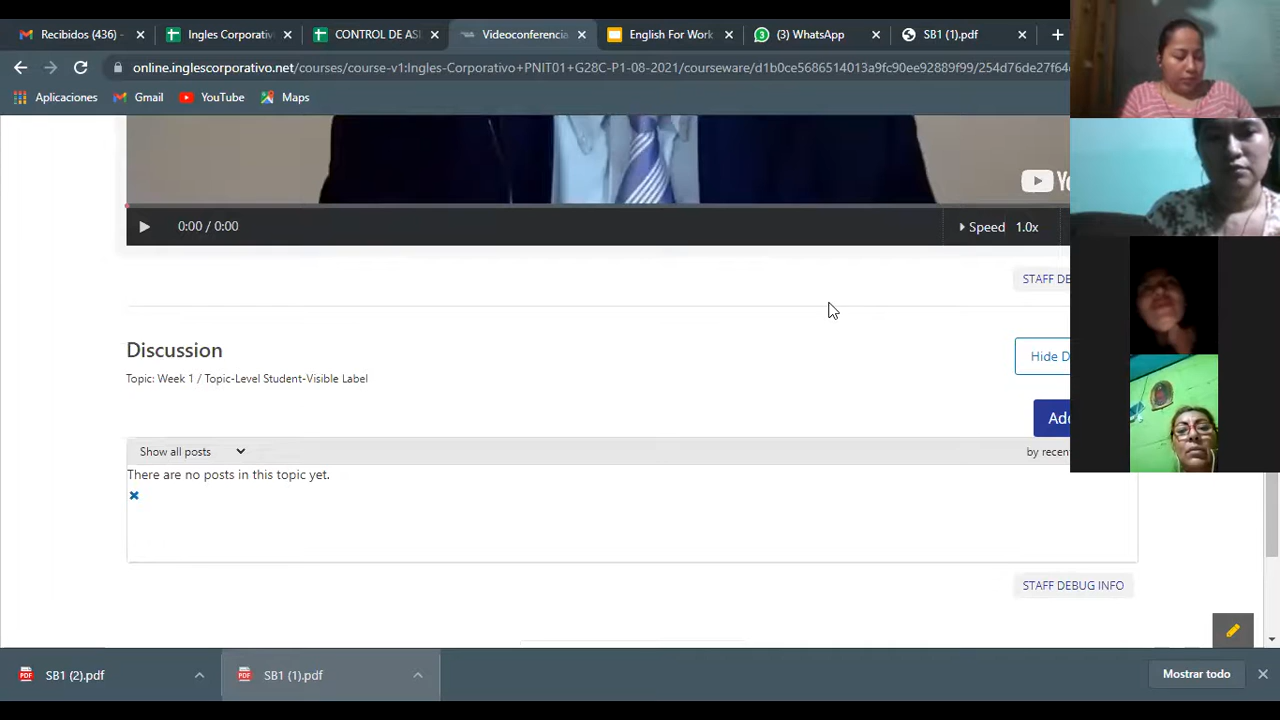 Recibidos (436) -
Ingles Corporativ
CONTROL DE ASI
Videoconferencia
English For Work
(3) WhatsApp
SB1 (1).pdf
online.inglescorporativo.net/courses/course-v1:Ingles-Corporativo+PNIT01+G28C-P1-08-2021/courseware/d1b0ce5686514013a9fc90ee92889f99/254d76de27f64
Aplicaciones
Gmail
YouTube
Maps
0:00 / 0:00
Speed 1.0x
STAFF DE
Discussion
Hide D
Topic: Week 1 / Topic-Level Student-Visible Label
Add
Show all posts
by recen
There are no posts in this topic yet.
STAFF DEBUG INFO
SB1 (2).pdf
SB1 (1).pdf
Mostrar todo